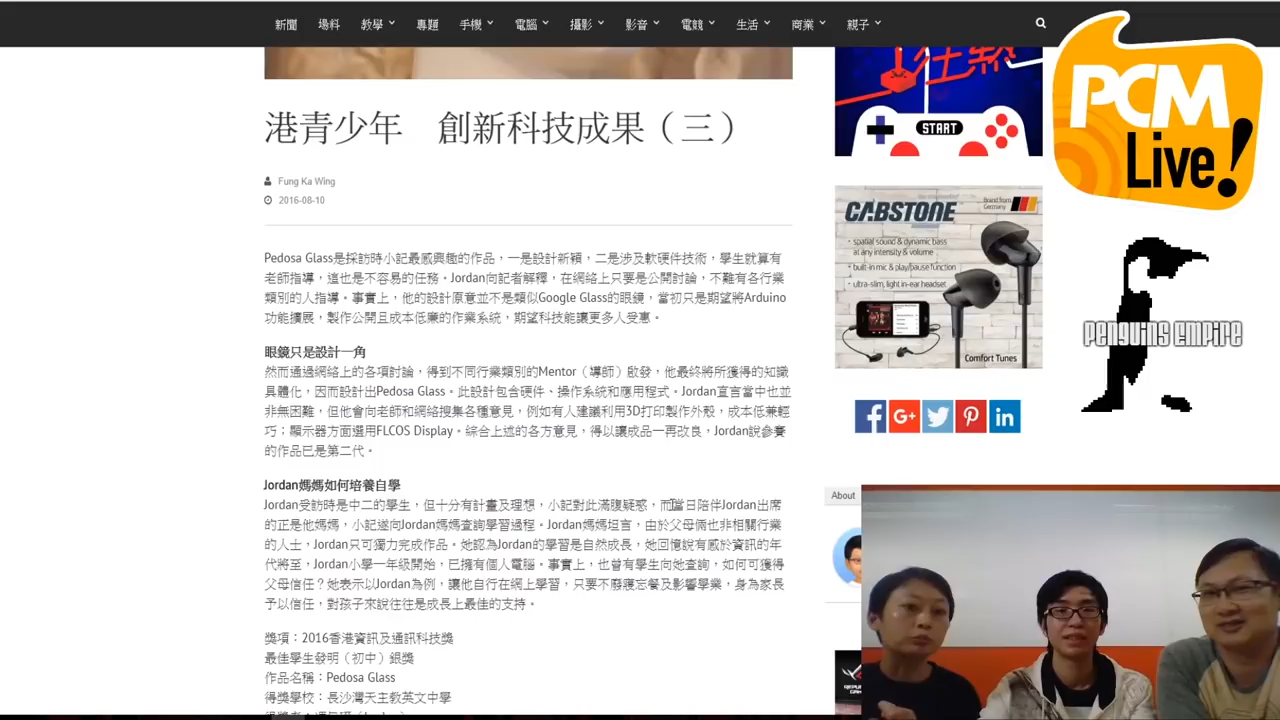 新聞 場料 教學 專題 手機 電腦 攝影 影音 電競 生活 商業 親子
PCM
Live!
START
港青少年 創新科技成果（三）
Fung Ka Wing
2016-08-10
CABSTONE
Brand from
Germany
· spatial sound & dynamic bass
at any intensity & volume
· built-in mic & play/pause function
· ultra-slim, light in-ear headset
Comfort Tunes
PENGUINS EMPIRE
Pedosa Glass是採訪時小記最感興趣的作品，一是設計新穎，二是涉及軟硬件技術，學生就算有
老師指導，這也是不容易的任務。Jordan向記者解釋，在網絡上只要是公開討論，不難有各行業
類別的人指導。事實上，他的設計原意並不是類似Google Glass的眼鏡，當初只是期望將Arduino
功能擴展，製作公開且成本低廉的作業系統，期望科技能讓更多人受惠。
眼鏡只是設計一角
然而通過網絡上的各項討論，得到不同行業類別的Mentor（導師）啟發，他最終將所獲得的知識
具體化，因而設計出Pedosa Glass。此設計包含硬件、操作系統和應用程式。Jordan直言當中也並
非無困難，但他會向老師和網絡搜集各種意見，例如有人建議利用3D打印製作外殼，成本低兼輕
巧；顯示器方面選用FLCOS Display。綜合上述的各方意見，得以讓成品一再改良，Jordan說參賽
的作品已是第二代。
Jordan媽媽如何培養自學
Jordan受訪時是中二的學生，但十分有計畫及理想，小記對此滿腹疑惑，而當日陪伴Jordan出席
的正是他媽媽，小記遂向Jordan媽媽查詢學習過程。Jordan媽媽坦言，由於父母倆也非相關行業
的人士，Jordan只可獨力完成作品。她認為Jordan的學習是自然成長，她回憶說有感於資訊的年
代將至，Jordan小學一年級開始，已擁有個人電腦。事實上，也曾有學生向她查詢，如何可獲得
父母信任？她表示以Jordan為例，讓他自行在網上學習，只要不廢寢忘餐及影響學業，身為家長
予以信任，對孩子來說往往是成長上最佳的支持。
獎項：2016香港資訊及通訊科技獎
最佳學生發明（初中）銀獎
作品名稱：Pedosa Glass
得獎學校：長沙灣天主教英文中學
About